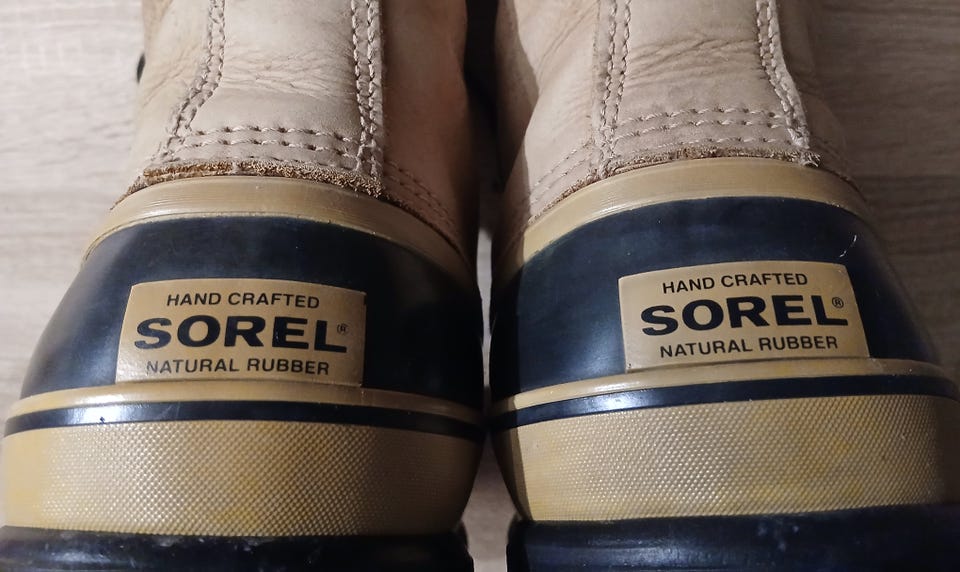 HAND CRAFTED
SOREL®
NATURAL RUBBER
HAND CRAFTED
SOREL®
NATURAL RUBBER